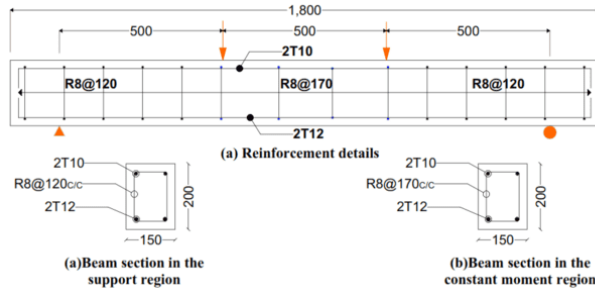 1,800
500 500 500
2T10
R8@120 R8@170 R8@120
2T12
(a) Reinforcement details
2T10
R8@120C/C
2T12
200
150
2T10
R8@170C/C
2T12
200
150
(a)Beam section in the
support region
(b)Beam section in the
constant moment region